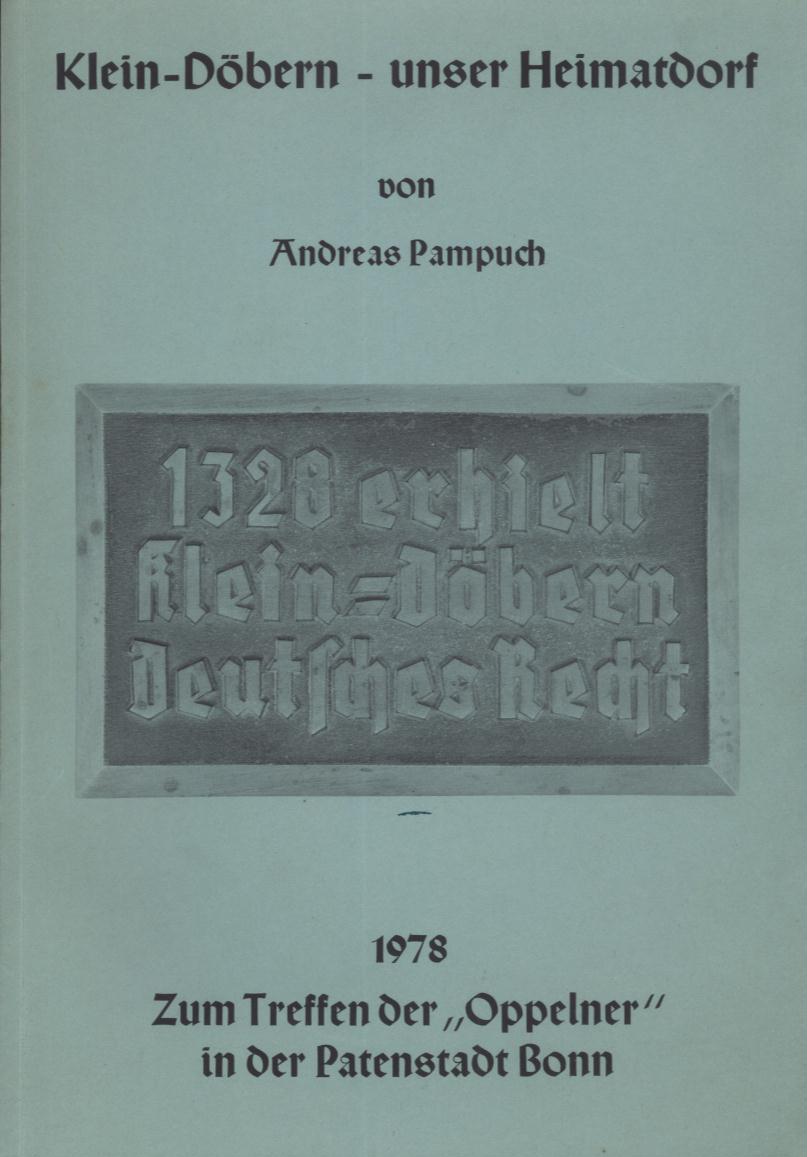 Klein-Döbern - unser Heimatdorf
von
Andreas Pampuch
1328 erhielt
Klein=Döbern
Deutsches Recht
1978
Zum Treffen der „Oppelner“
in der Patenstadt Bonn